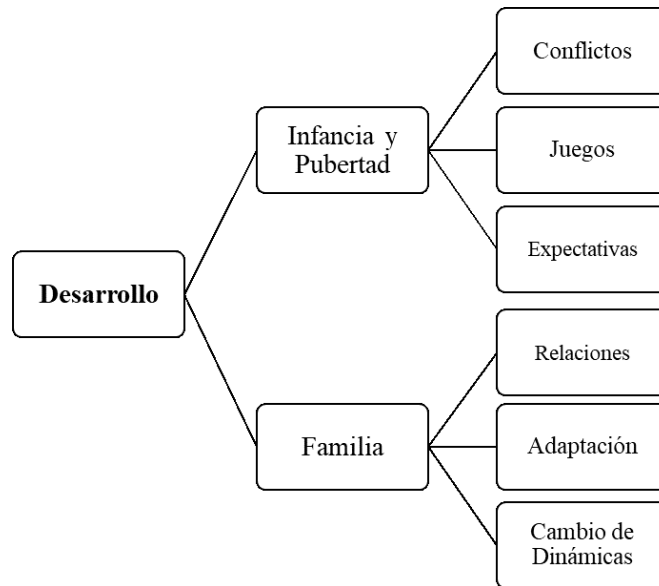 Desarrollo
Infancia y
Pubertad
Conflictos
Juegos
Expectativas
Familia
Relaciones
Adaptación
Cambio de
Dinámicas